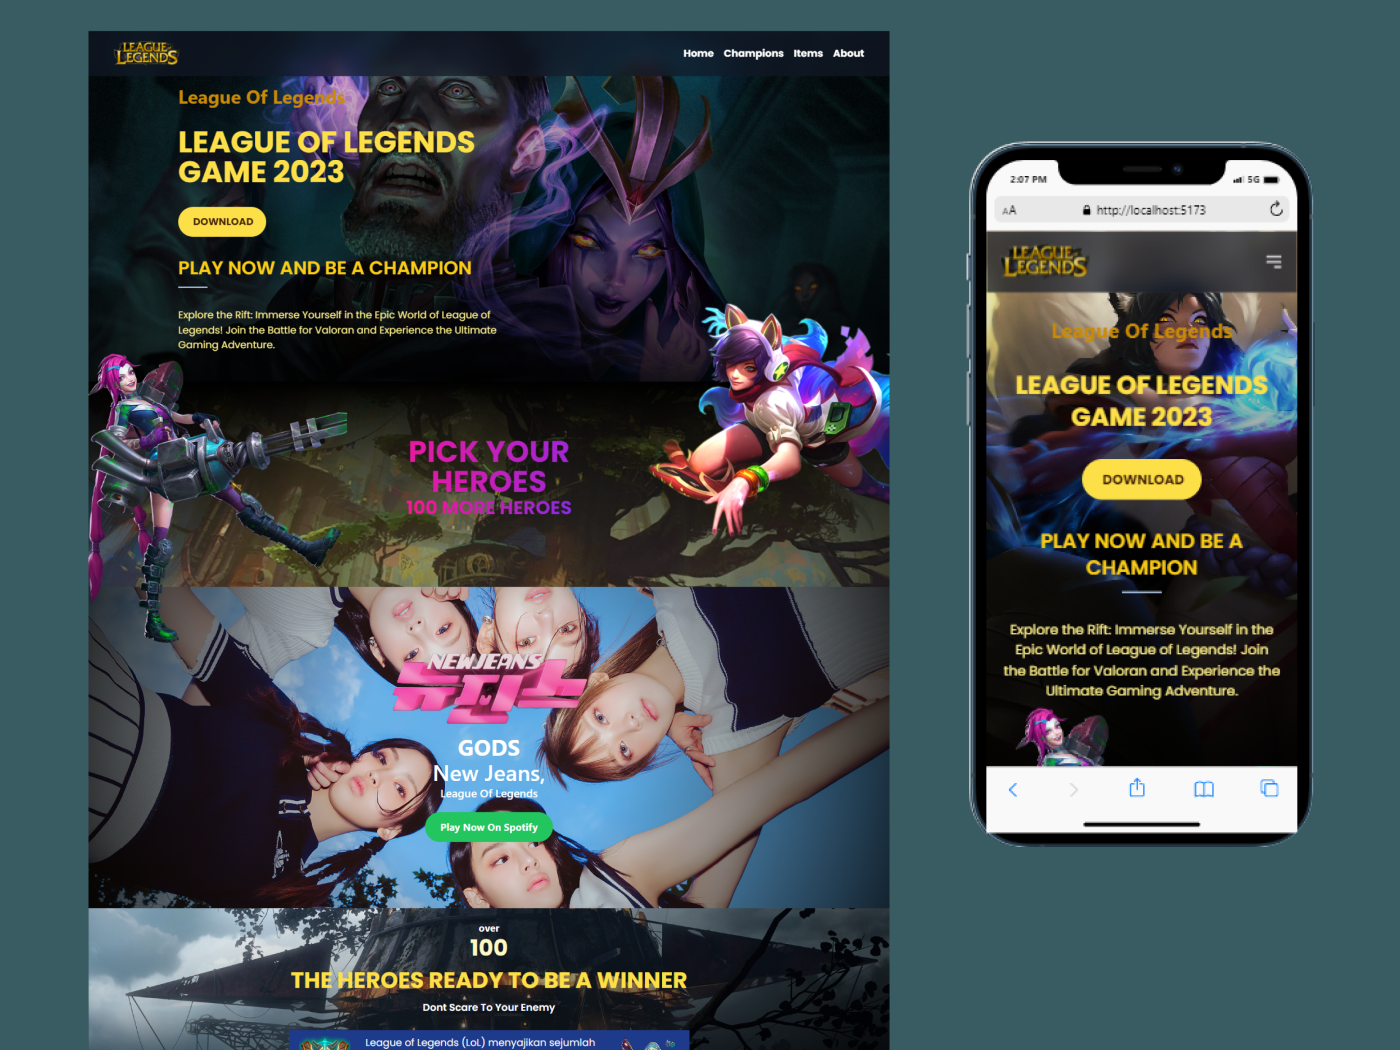 LEAGUE OF
LEGENDS
Home Champions Items About
League Of Legends
LEAGUE OF LEGENDS
GAME 2023
DOWNLOAD
PLAY NOW AND BE A CHAMPION
Explore the Rift: Immerse Yourself in the Epic World of League of
Legends! Join the Battle for Valoran and Experience the Ultimate
Gaming Adventure.
PICK YOUR
HEROES
100 MORE HEROES
NEWJEANS
뉴진스
GODS
New Jeans,
League Of Legends
Play Now On Spotify
over
100
THE HEROES READY TO BE A WINNER
Dont Scare To Your Enemy
League of Legends (LoL) menyajikan sejumlah
2:07 PM
5G
AA
http://localhost:5173
LEAGUE OF
LEGENDS
League Of Legends
LEAGUE OF LEGENDS
GAME 2023
DOWNLOAD
PLAY NOW AND BE A
CHAMPION
Explore the Rift: Immerse Yourself in the
Epic World of League of Legends! Join
the Battle for Valoran and Experience the
Ultimate Gaming Adventure.